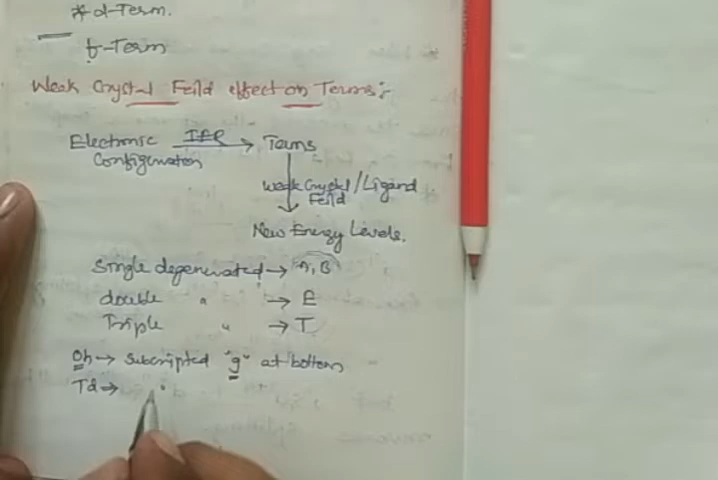 * d-Term.
f-Term
Weak Crystal Feild effect on Terms:-
Electronic IER Terms
Configeration
Weak Crystal/Ligand
Feild
New Energy Levels.
Single degenerated → A, B
double " → E
Triple " → T
Oh → Subscripted "g" at bottom
Td →